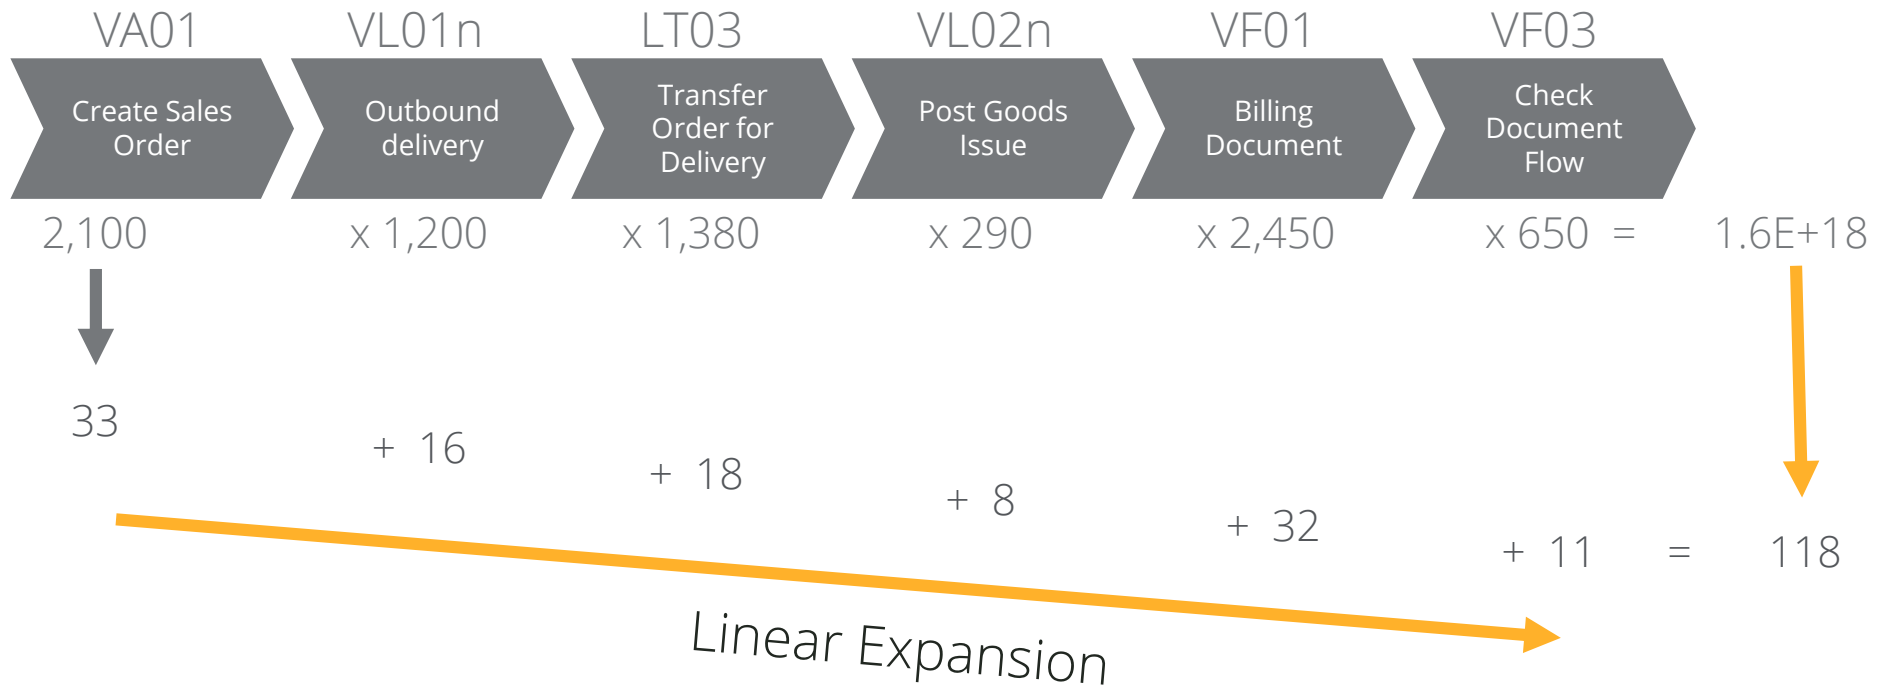 VA01 VL01n LT03 VL02n VF01 VF03
Create Sales
Order
Outbound
delivery
Transfer
Order for
Delivery
Post Goods
Issue
Billing
Document
Check
Document
Flow
2,100 x 1,200 x 1,380 x 290 x 2,450 x 650 = 1.6E+18
33 + 16 + 18 + 8 + 32 + 11 = 118
Linear Expansion